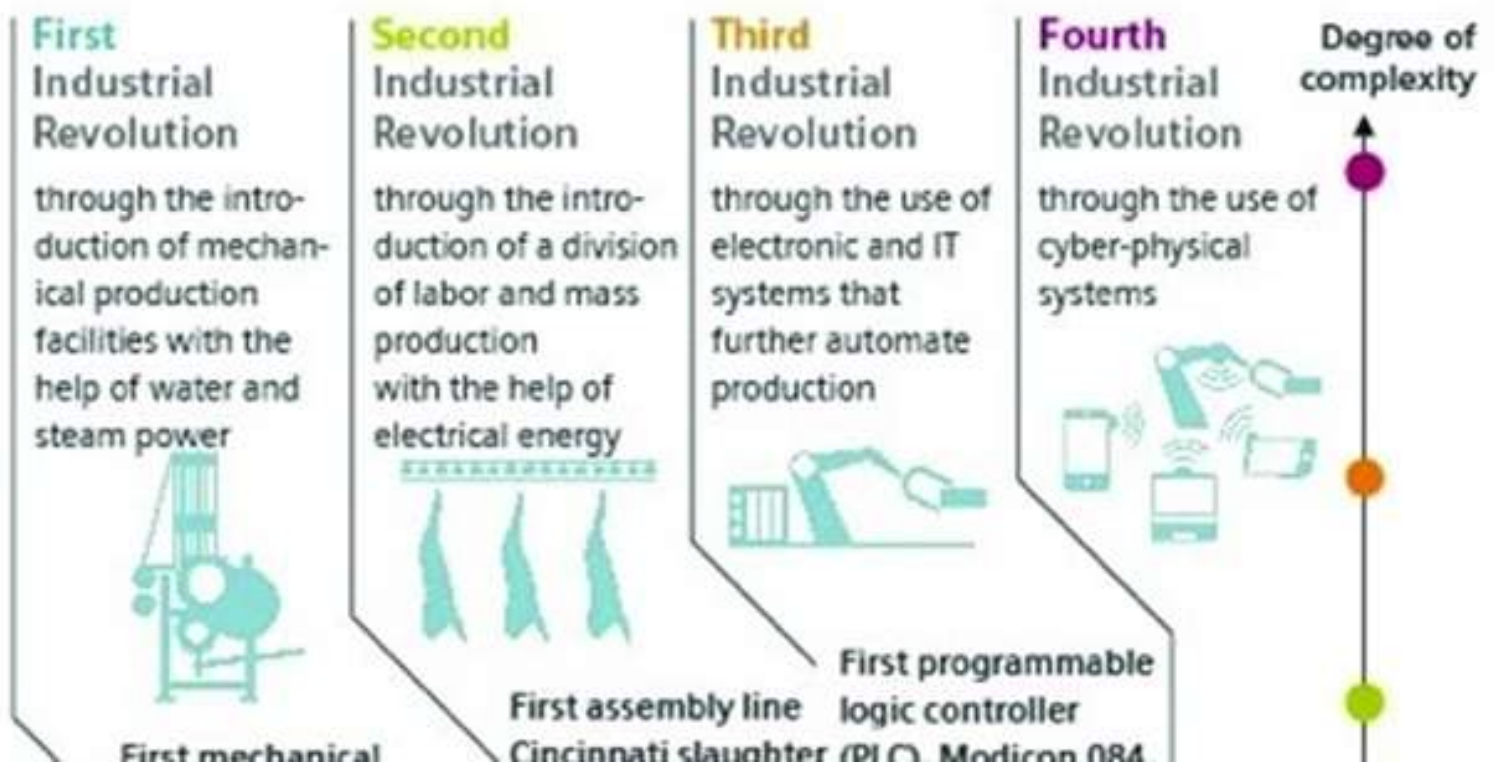 First
Industrial
Revolution
through the intro-
duction of mechan-
ical production
facilities with the
help of water and
steam power
Second
Industrial
Revolution
through the intro-
duction of a division
of labor and mass
production
with the help of
electrical energy
Third
Industrial
Revolution
through the use of
electronic and IT
systems that
further automate
production
Fourth
Industrial
Revolution
through the use of
cyber-physical
systems
Degree of
complexity
First mechanical
First assembly line
Cincinnati slaughter
First programmable
logic controller
(PLC), Modicon 084,